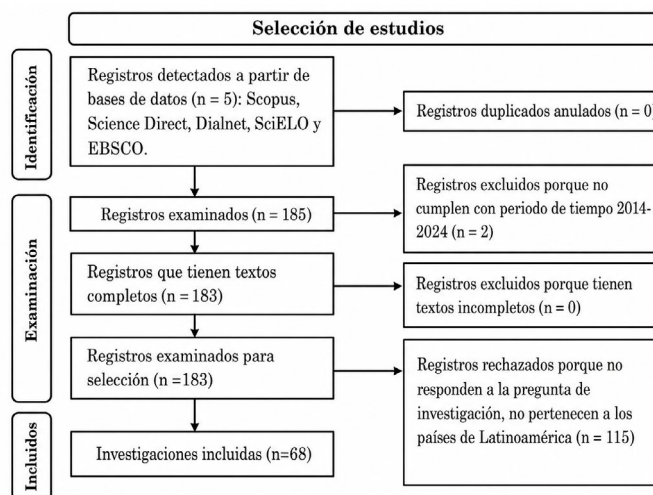 Selección de estudios
Identificación
Registros detectados a partir de
bases de datos (n = 5): Scopus,
Science Direct, Dialnet, SciELO y
EBSCO.
Registros duplicados anulados (n = 0)
Examinación
Registros examinados (n = 185)
Registros excluidos porque no
cumplen con periodo de tiempo 2014-
2024 (n = 2)
Registros que tienen textos
completos (n = 183)
Registros excluidos porque tienen
textos incompletos (n = 0)
Registros examinados para
selección (n =183)
Registros rechazados porque no
responden a la pregunta de
investigación, no pertenecen a los
países de Latinoamérica (n = 115)
Incluidos
Investigaciones incluidas (n=68)